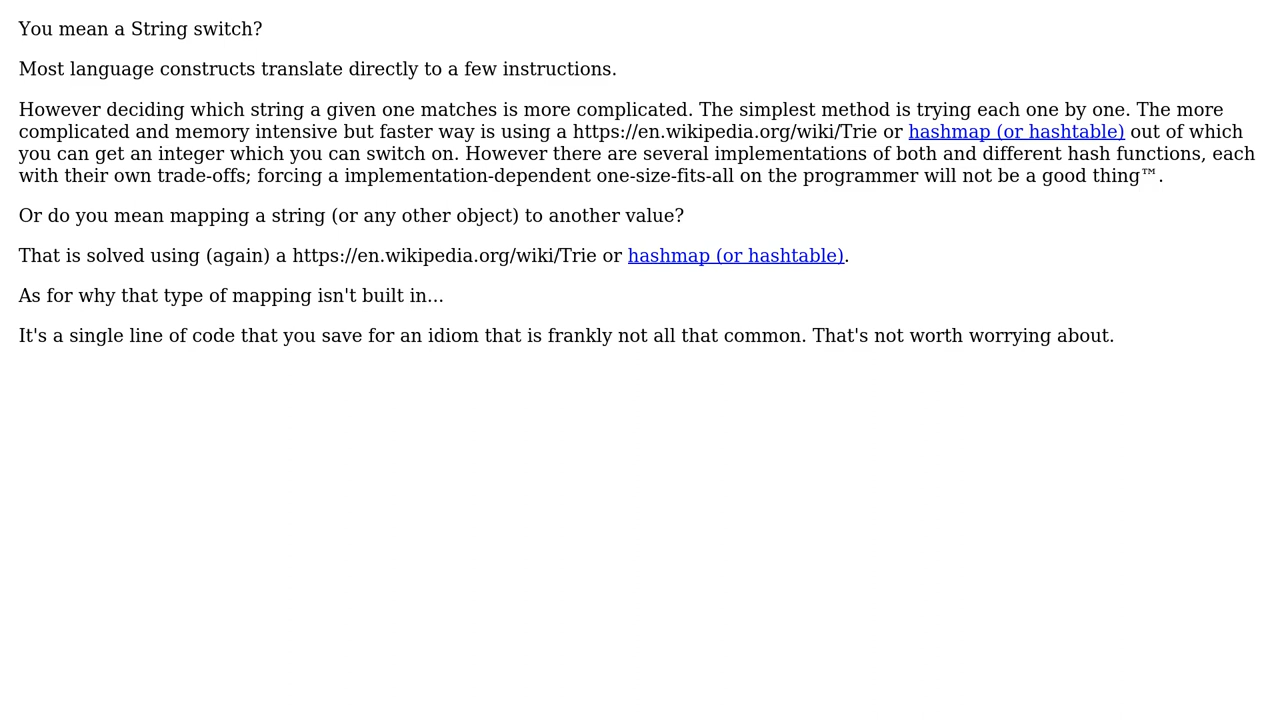 You mean a String switch?
Most language constructs translate directly to a few instructions.
However deciding which string a given one matches is more complicated. The simplest method is trying each one by one. The more
complicated and memory intensive but faster way is using a https://en.wikipedia.org/wiki/Trie or hashmap (or hashtable) out of which
you can get an integer which you can switch on. However there are several implementations of both and different hash functions, each
with their own trade-offs; forcing a implementation-dependent one-size-fits-all on the programmer will not be a good thing™.
Or do you mean mapping a string (or any other object) to another value?
That is solved using (again) a https://en.wikipedia.org/wiki/Trie or hashmap (or hashtable).
As for why that type of mapping isn't built in...
It's a single line of code that you save for an idiom that is frankly not all that common. That's not worth worrying about.